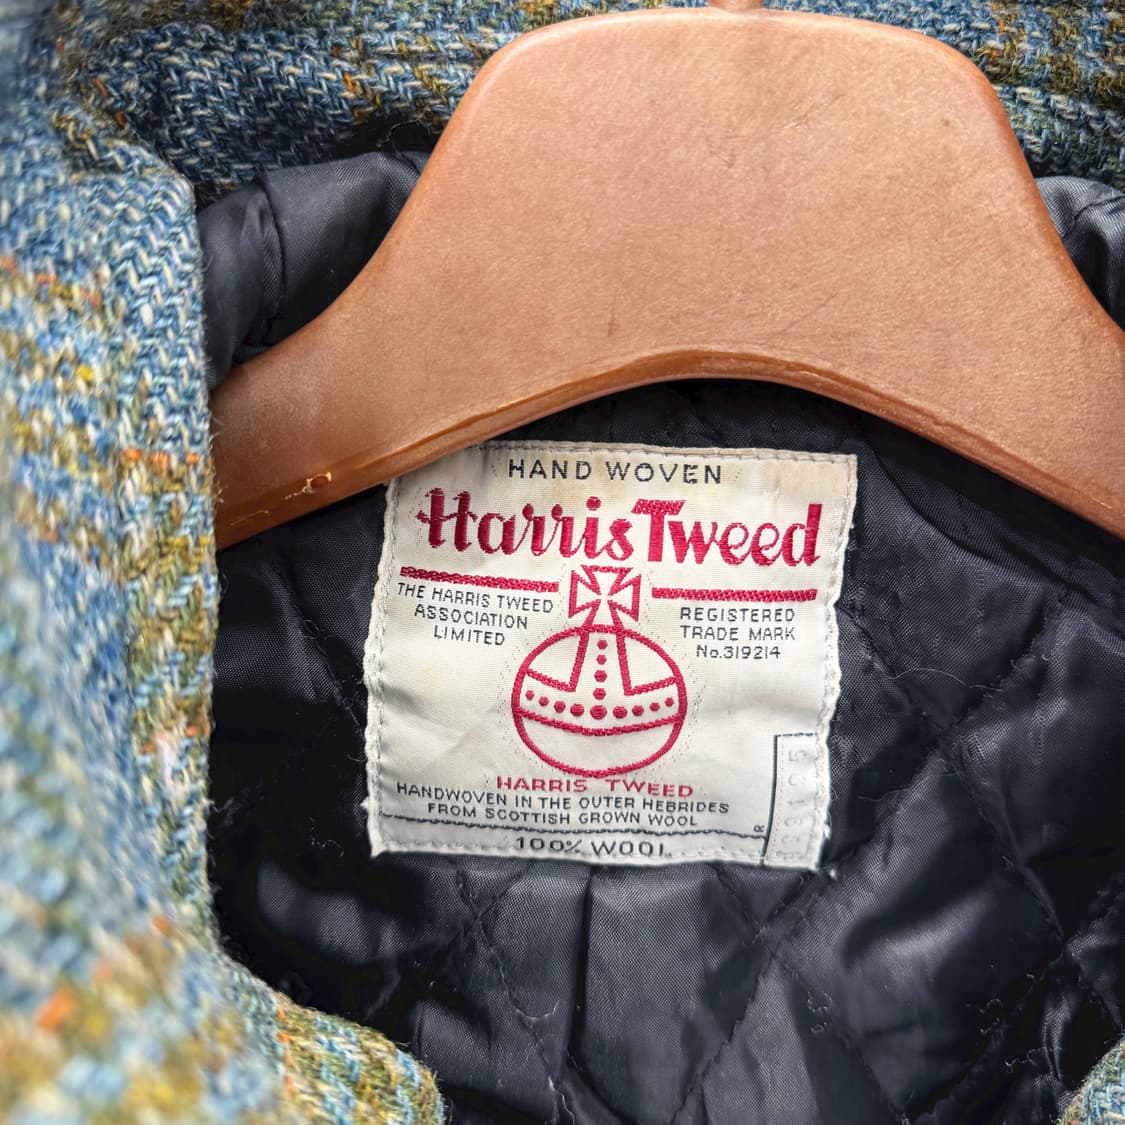 HAND WOVEN
Harris Tweed
THE HARRIS TWEED
ASSOCIATION
LIMITED
REGISTERED
TRADE MARK
No.319214
HARRIS TWEED
HANDWOVEN IN THE OUTER HEBRIDES
FROM SCOTTISH GROWN WOOL
R
100% WOOL